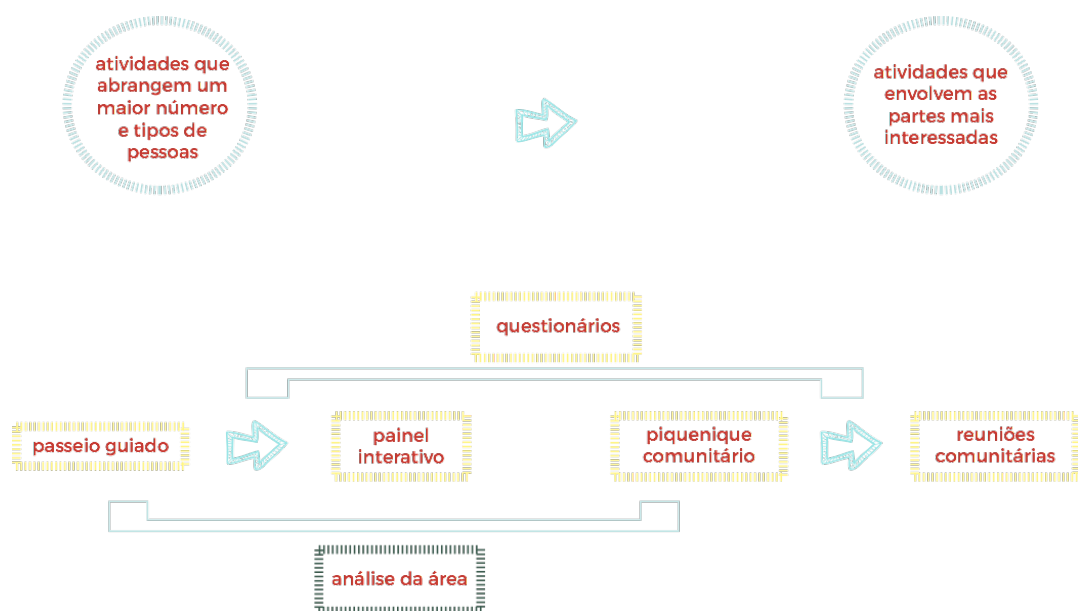 atividades que
abrangem um
maior número
e tipos de
pessoas
atividades que
envolvem as
partes mais
interessadas
questionários
passeio guiado
painel
interativo
piquenique
comunitário
reuniões
comunitárias
análise da área